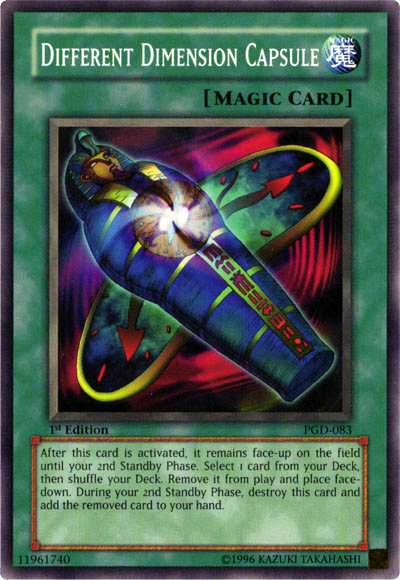 DIFFERENT DIMENSION CAPSULE
MAGIC
魔
[MAGIC CARD]
1st Edition
PGD-083
After this card is activated, it remains face-up on the field
until your 2nd Standby Phase. Select 1 card from your Deck,
then shuffle your Deck. Remove it from play and place face-
down. During your 2nd Standby Phase, destroy this card and
add the removed card to your hand.
11961740
©1996 KAZUKI TAKAHASHI